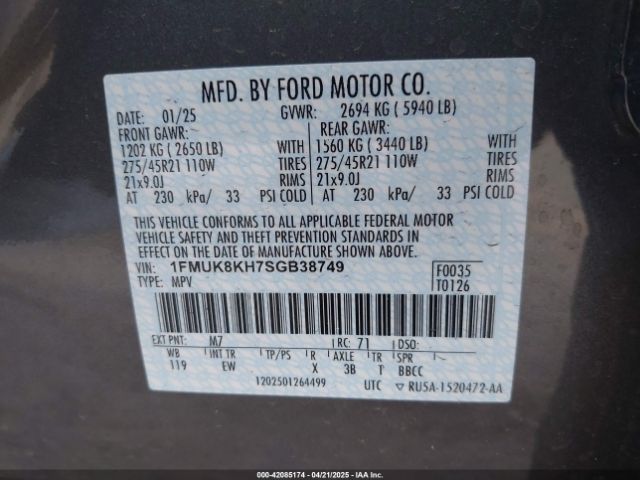 MFD. BY FORD MOTOR CO.
DATE: 01/25 GVWR: 2694 KG ( 5940 LB)
FRONT GAWR: REAR GAWR:
1202 KG ( 2650 LB) WITH 1560 KG ( 3440 LB) WITH
275/45R21 110W TIRES 275/45R21 110W TIRES
21x9.0J RIMS 21x9.0J RIMS
AT 230 kPa/ 33 PSI COLD AT 230 kPa/ 33 PSI COLD
THIS VEHICLE CONFORMS TO ALL APPLICABLE FEDERAL MOTOR
VEHICLE SAFETY AND THEFT PREVENTION STANDARDS IN
EFFECT ON THE DATE OF MANUFACTURE SHOWN ABOVE.
VIN: 1FMUK8KH7SGB38749 F0035
TYPE: MPV T0126
EXT PNT: M7 RC: 71 DSO:
WB INT TR TP/PS R AXLE TR SPR
119 EW X 3B T BBCC
1202501264499 UTC ▽ RU5A-1520472-AA
000-42085174 | 04/21/2025 | IAA Inc.